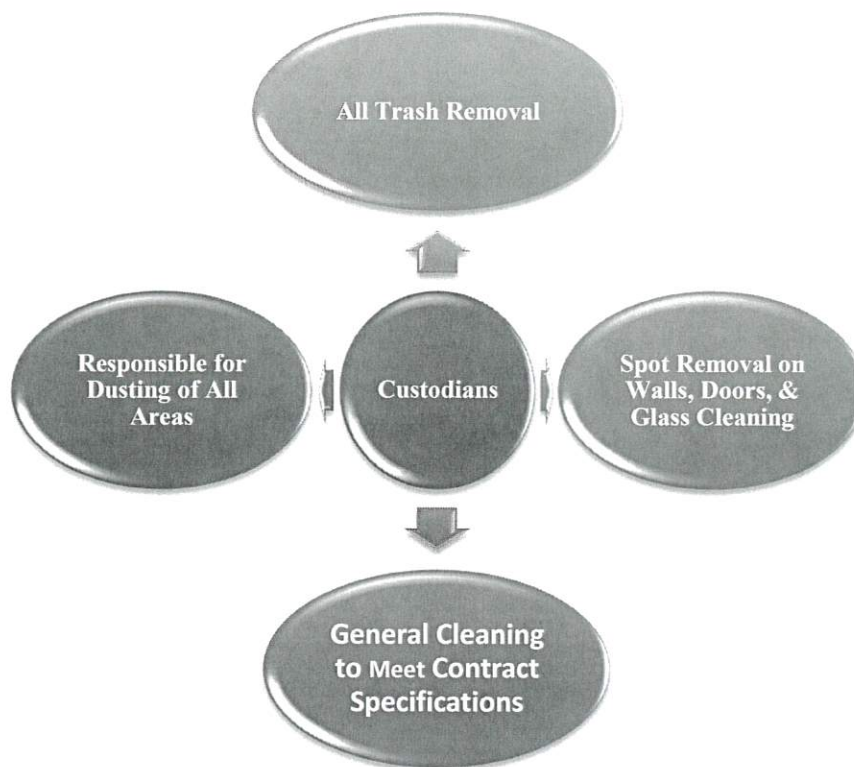 All Trash Removal
Responsible for
Dusting of All
Areas
Custodians
Spot Removal on
Walls, Doors, &
Glass Cleaning
General Cleaning
to Meet Contract
Specifications